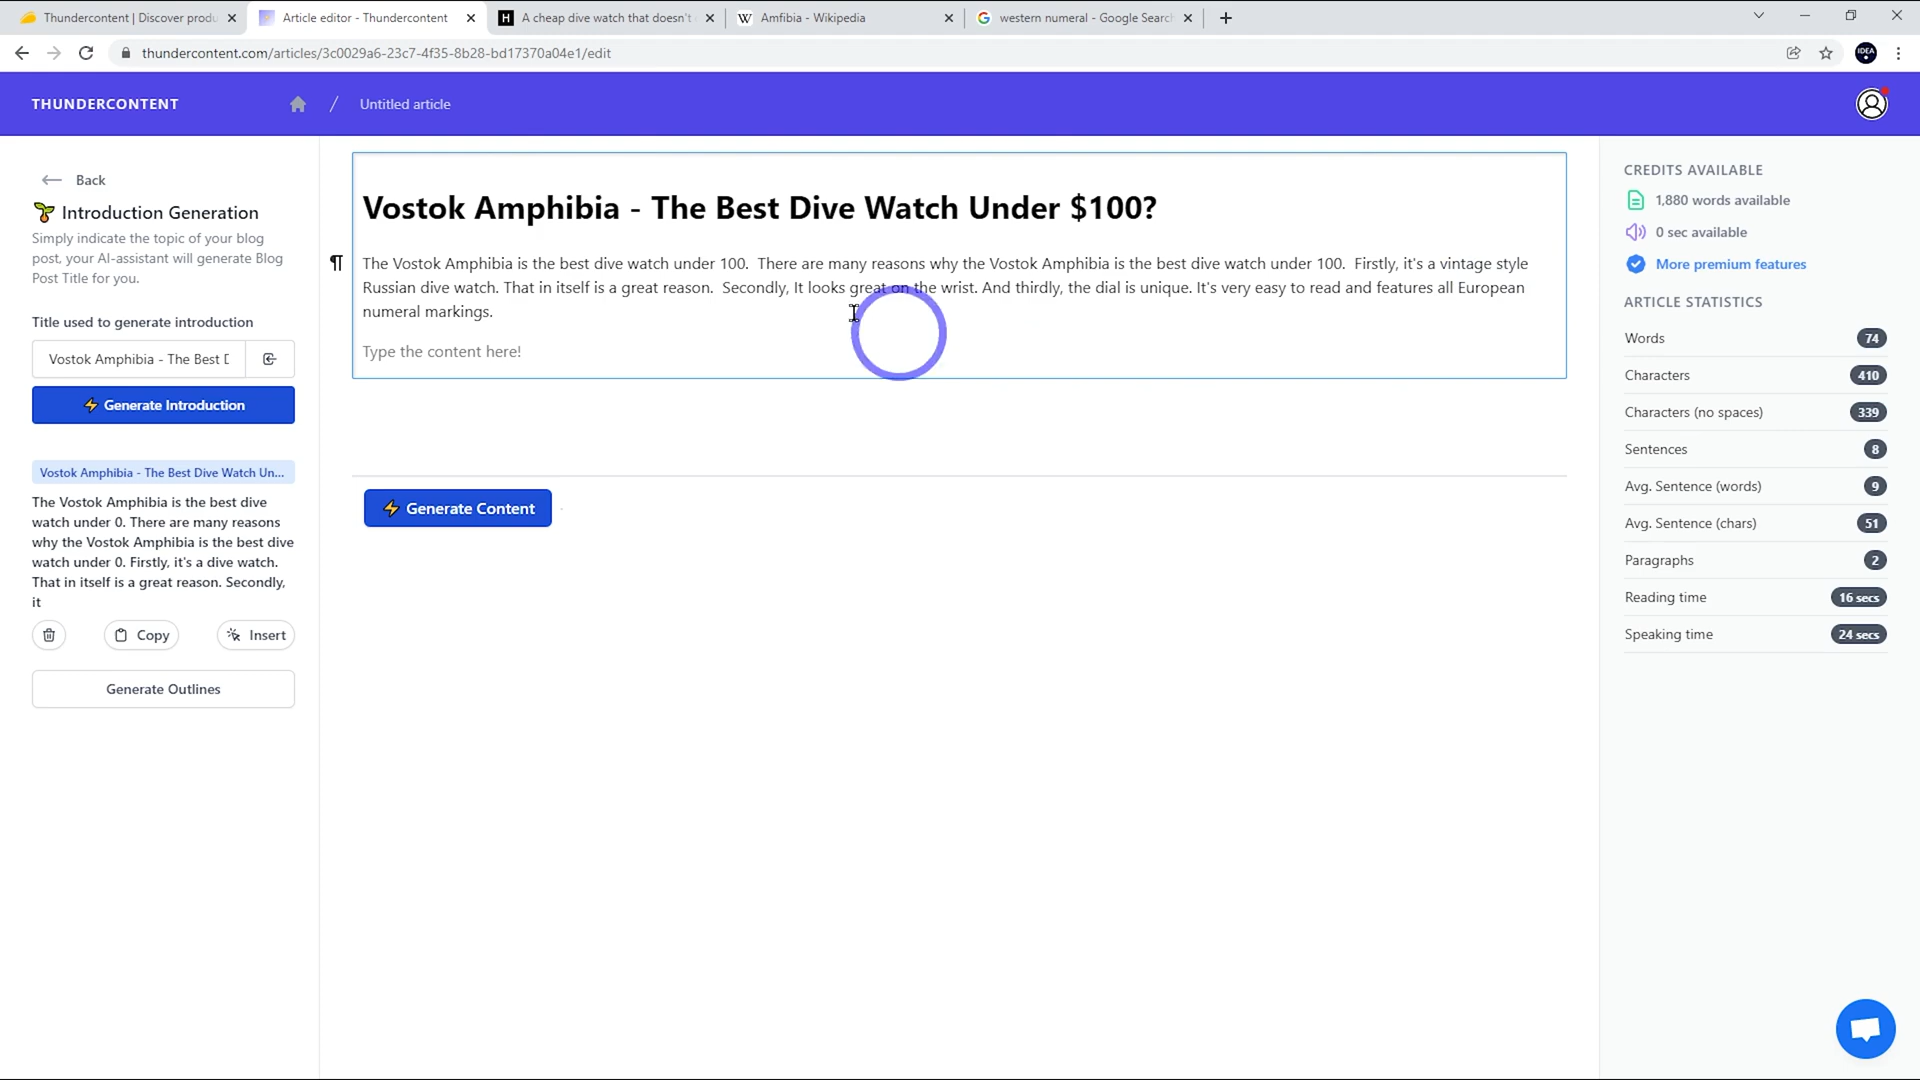 Thundercontent | Discover produ
Article editor - Thundercontent
A cheap dive watch that doesn't
Amfibia - Wikipedia
western numeral - Google Searc
thundercontent.com/articles/3c0029a6-23c7-4f35-8b28-bd17370a04e1/edit
IDEA
THUNDERCONTENT
/
Untitled article
Back
Introduction Generation
Simply indicate the topic of your blog
post, your AI-assistant will generate Blog
Post Title for you.
Title used to generate introduction
Vostok Amphibia - The Best D
Generate Introduction
Vostok Amphibia - The Best Dive Watch Un...
The Vostok Amphibia is the best dive
watch under 0. There are many reasons
why the Vostok Amphibia is the best dive
watch under 0. Firstly, it's a dive watch.
That in itself is a great reason. Secondly,
it
Copy
Insert
Generate Outlines
Vostok Amphibia - The Best Dive Watch Under $100?
¶
The Vostok Amphibia is the best dive watch under 100. There are many reasons why the Vostok Amphibia is the best dive watch under 100. Firstly, it's a vintage style
Russian dive watch. That in itself is a great reason. Secondly, It looks great on the wrist. And thirdly, the dial is unique. It's very easy to read and features all European
numeral markings.
Type the content here!
Generate Content
CREDITS AVAILABLE
1,880 words available
0 sec available
More premium features
ARTICLE STATISTICS
Words 74
Characters 410
Characters (no spaces) 339
Sentences 8
Avg. Sentence (words) 9
Avg. Sentence (chars) 51
Paragraphs 2
Reading time 16 secs
Speaking time 24 secs